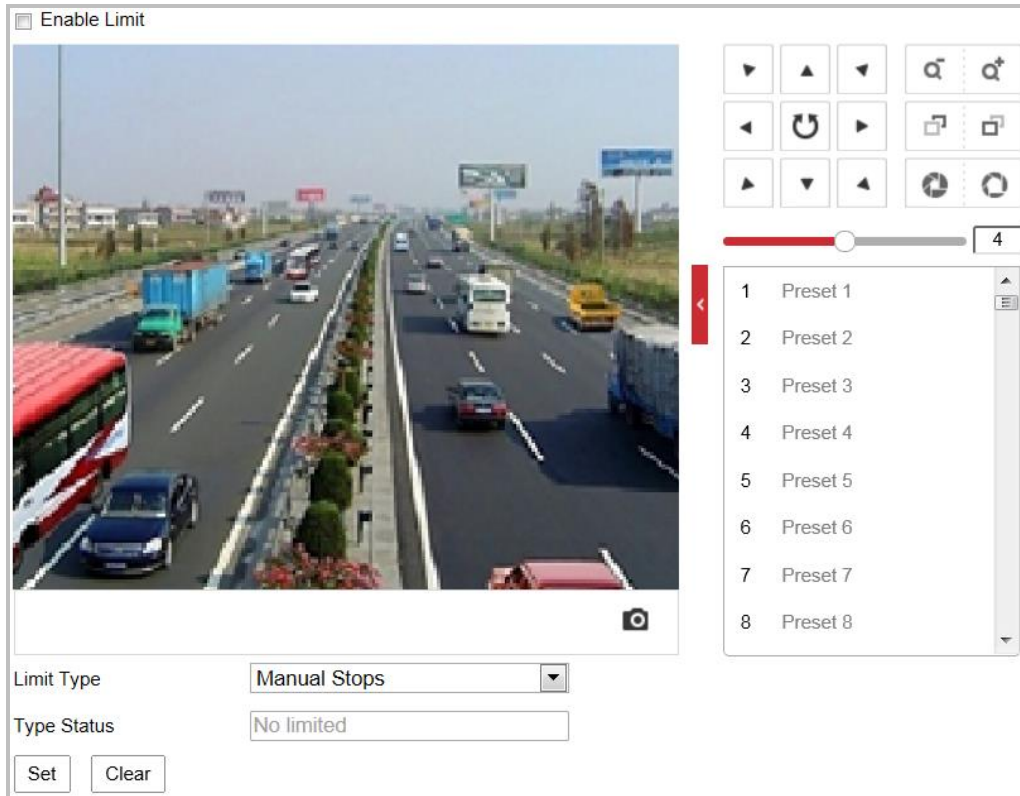 Enable Limit
4
1 Preset 1
2 Preset 2
3 Preset 3
4 Preset 4
5 Preset 5
6 Preset 6
7 Preset 7
8 Preset 8
Limit Type Manual Stops
Type Status No limited
Set Clear